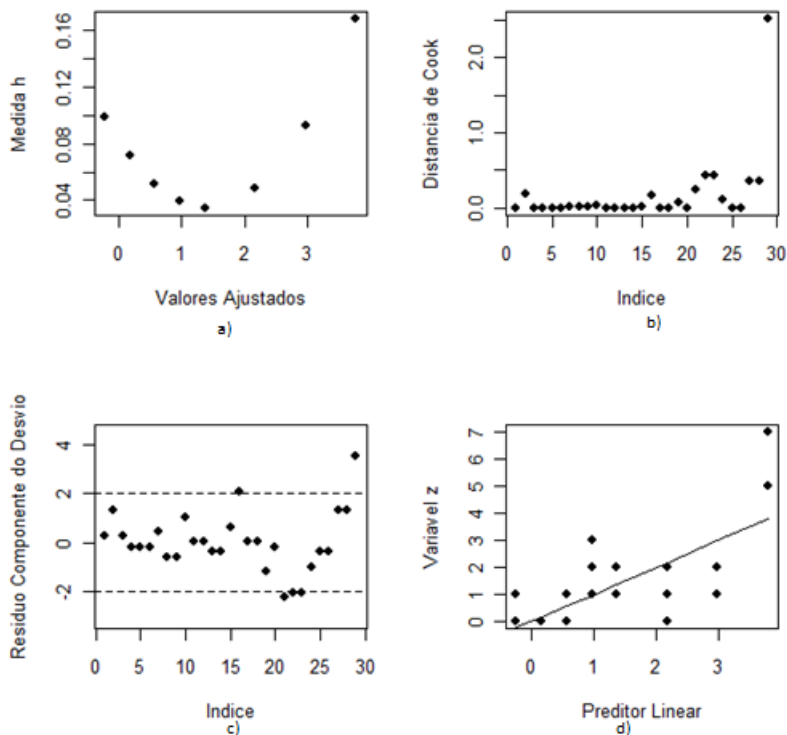 Medida h
0.04 0.08 0.12 0.16
0 1 2 3
Valores Ajustados
a)
Distancia de Cook
0.0 1.0 2.0
0 5 10 15 20 25 30
Indice
b)
Residuo Componente do Desvio
-2 0 2 4
0 5 10 15 20 25 30
Indice
c)
Variavel z
0 1 2 3 4 5 6 7
0 1 2 3
Preditor Linear
d)